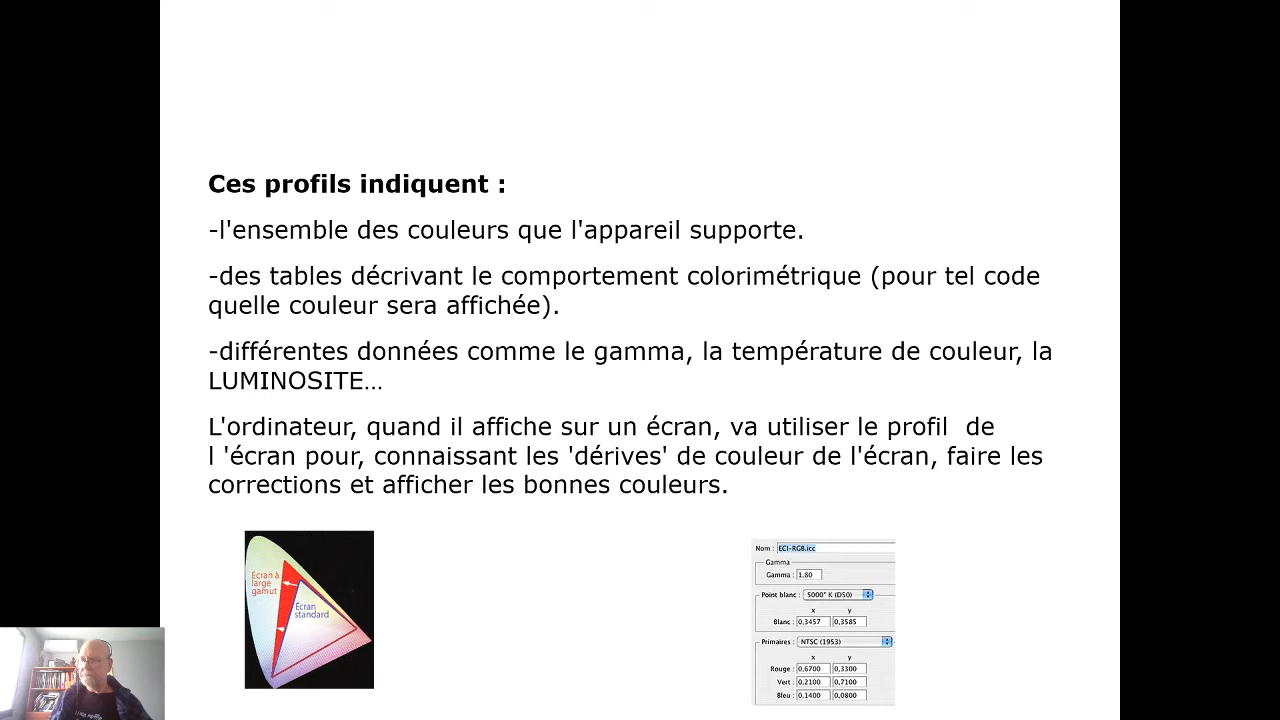 Ces profils indiquent :
-l'ensemble des couleurs que l'appareil supporte.
-des tables décrivant le comportement colorimétrique (pour tel code
quelle couleur sera affichée).
-différentes données comme le gamma, la température de couleur, la
LUMINOSITE…
L'ordinateur, quand il affiche sur un écran, va utiliser le profil  de
l 'écran pour, connaissant les 'dérives' de couleur de l'écran, faire les
corrections et afficher les bonnes couleurs.
Écran à
large
gamut
Écran
standard
Nom : ECI-RGB.icc
Gamma
Gamma : 1,80
Point blanc : 5000° K (D50)
x y
Blanc : 0,3457 0,3585
Primaires : NTSC (1953)
x y
Rouge : 0,6700 0,3300
Vert : 0,2100 0,7100
Bleu : 0,1400 0,0800